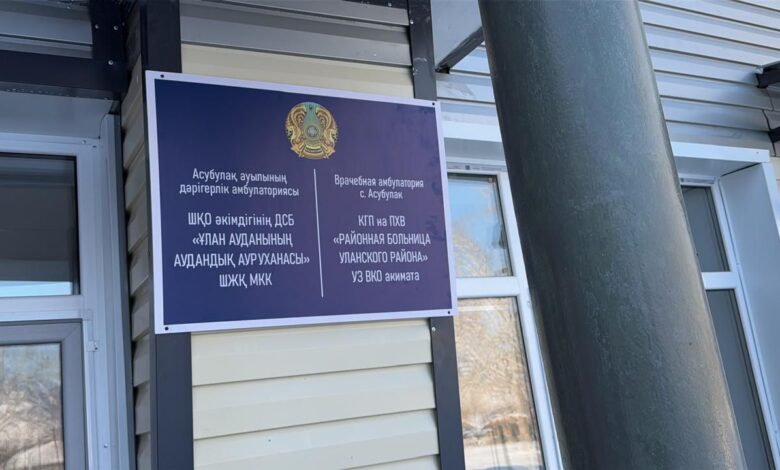 Асубулақ ауылының
дәрігерлік амбулаториясы
ШҚО әкімдігінің ДСБ
«ҰЛАН АУДАНЫНЫҢ
АУДАНДЫҚ АУРУХАНАСЫ»
ШЖҚ МКК
Врачебная амбулатория
с. Асубулак
КГП на ПХВ
«РАЙОННАЯ БОЛЬНИЦА
УЛАНСКОГО РАЙОНА»
УЗ ВКО акимата